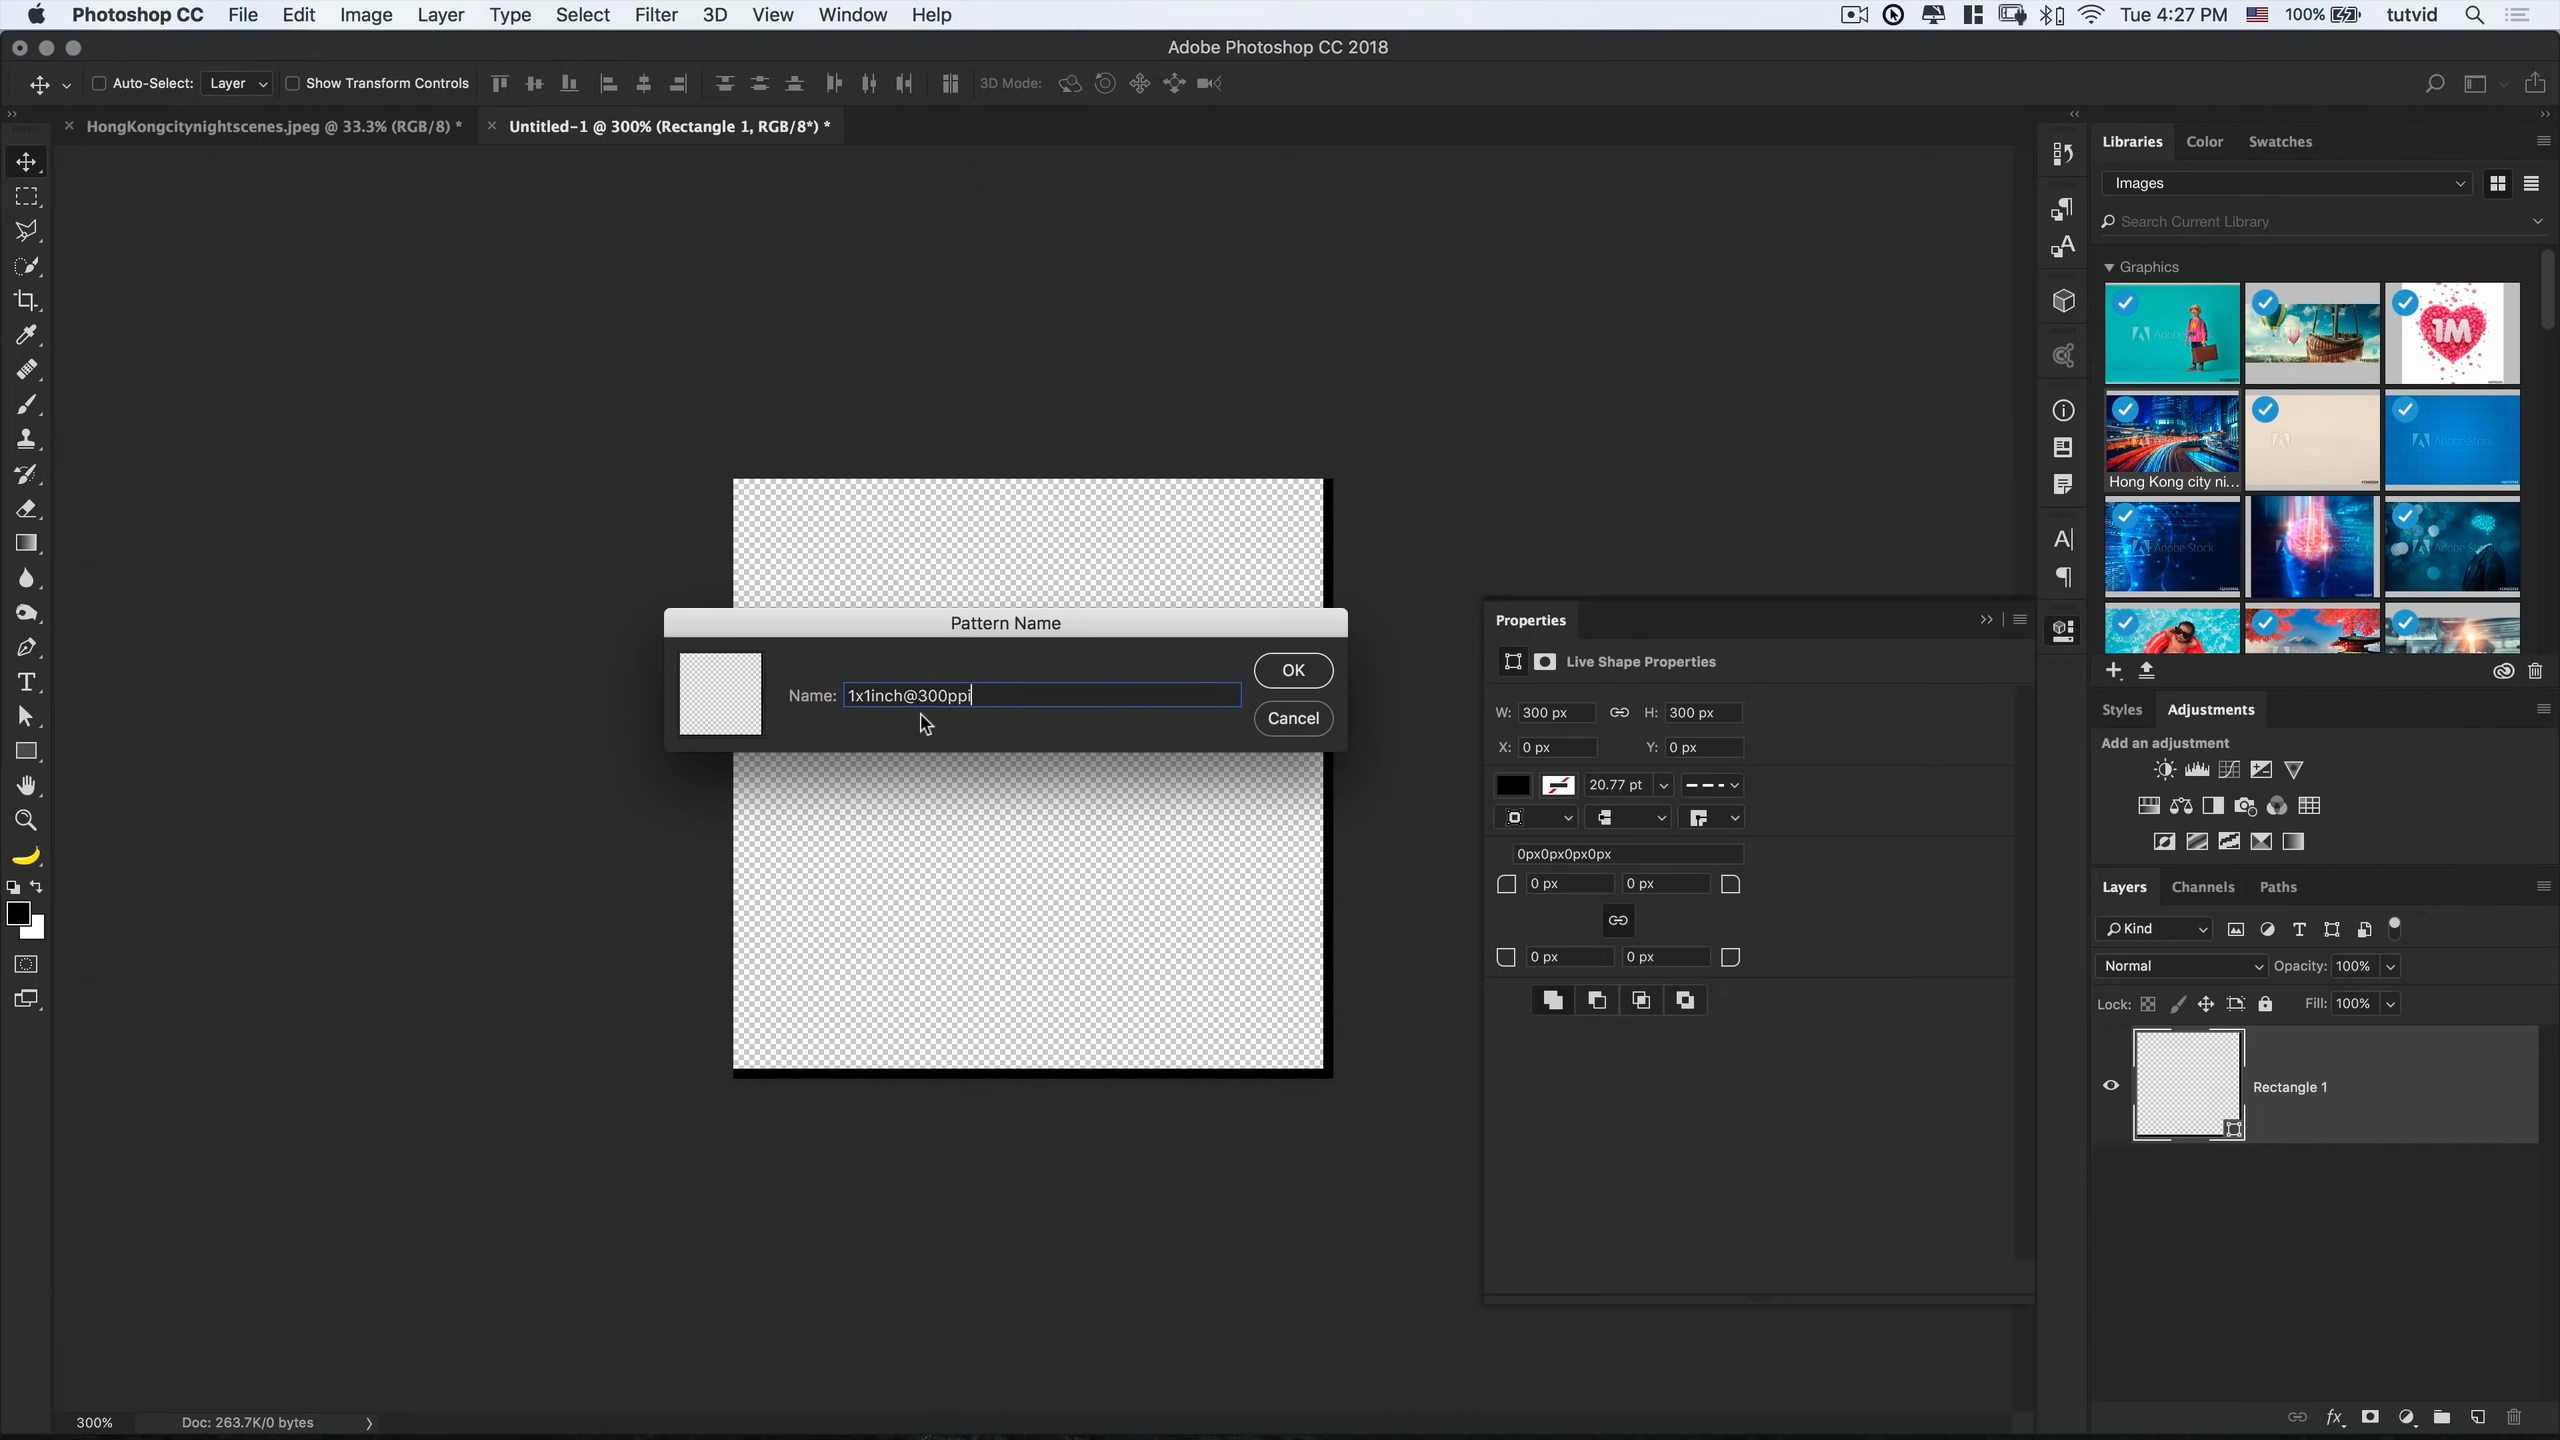 Photoshop CC File Edit Image Layer Type Select Filter 3D View Window Help Tue 4:27 PM 100% tutvid
Adobe Photoshop CC 2018
Auto-Select: Layer Show Transform Controls 3D Mode:
HongKongcitynightscenes.jpeg @ 33.3% (RGB/8) * Untitled-1 @ 300% (Rectangle 1, RGB/8*) *
Libraries Color Swatches
Images
Search Current Library
Graphics
1M
Hong Kong city ni...
Adobe Stock
Pattern Name
Name: 1x1inch@300ppi
OK
Cancel
Properties
Live Shape Properties
W: 300 px H: 300 px
X: 0 px Y: 0 px
20.77 pt
0px0px0px0px
0 px 0 px
0 px 0 px
Styles Adjustments
Add an adjustment
Layers Channels Paths
Kind
Normal Opacity: 100%
Lock: Fill: 100%
Rectangle 1
300% Doc: 263.7K/0 bytes
fx